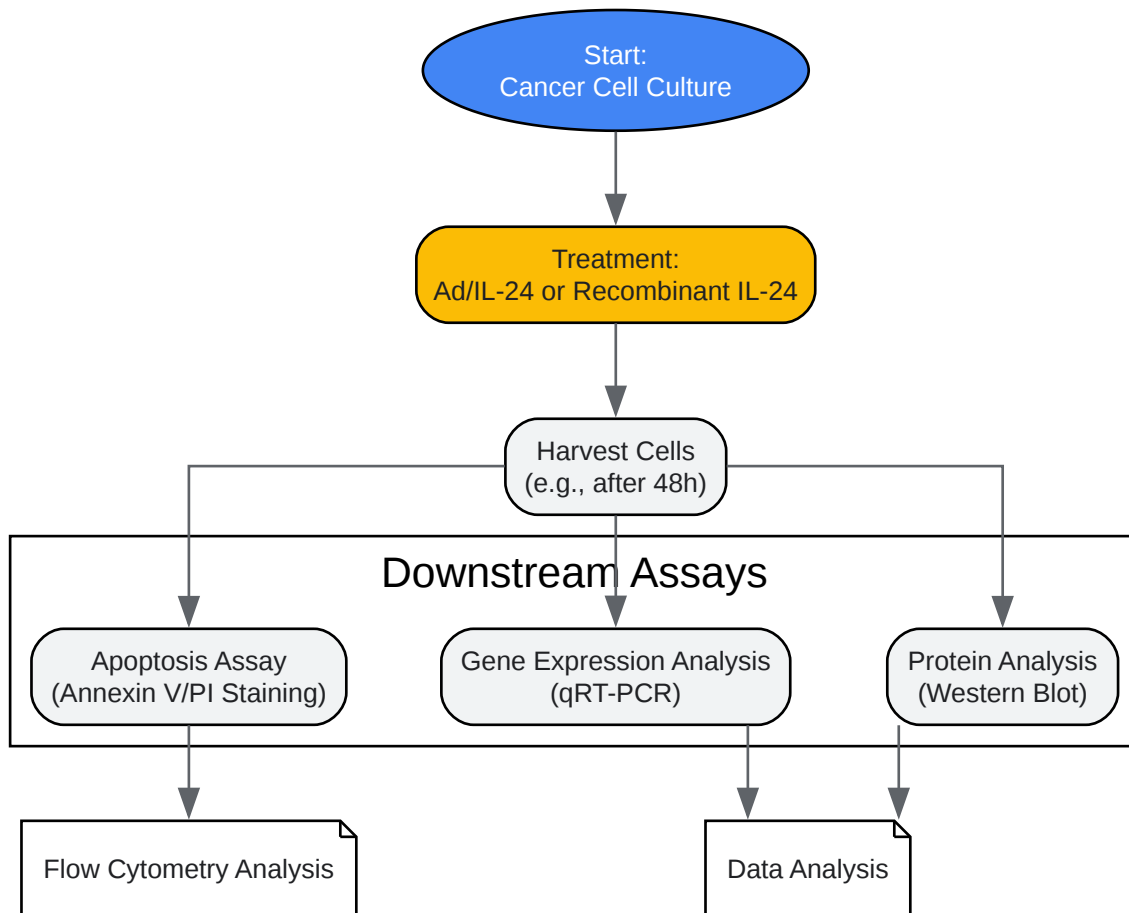 Start:
Cancer Cell Culture
Treatment:
Ad/IL-24 or Recombinant IL-24
Harvest Cells
(e.g., after 48h)
Downstream Assays
Apoptosis Assay
(Annexin V/PI Staining)
Gene Expression Analysis
(qRT-PCR)
Protein Analysis
(Western Blot)
Flow Cytometry Analysis
Data Analysis